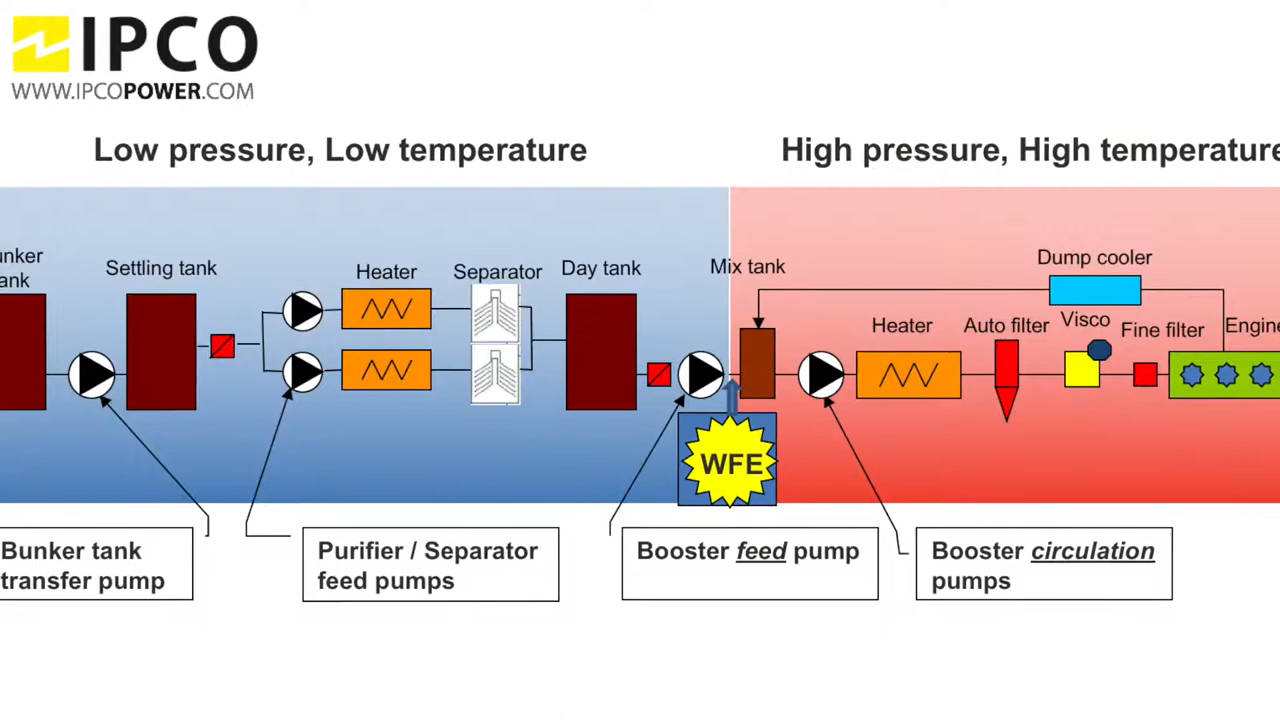 IPCO
WWW.IPCOPOWER.COM
Low pressure, Low temperature
High pressure, High temperature
unker
ank
Settling tank
Heater
Separator
Day tank
Mix tank
Dump cooler
Heater
Auto filter
Visco
Fine filter
Engine
WFE
Bunker tank
transfer pump
Purifier / Separator
feed pumps
Booster feed pump
Booster circulation
pumps